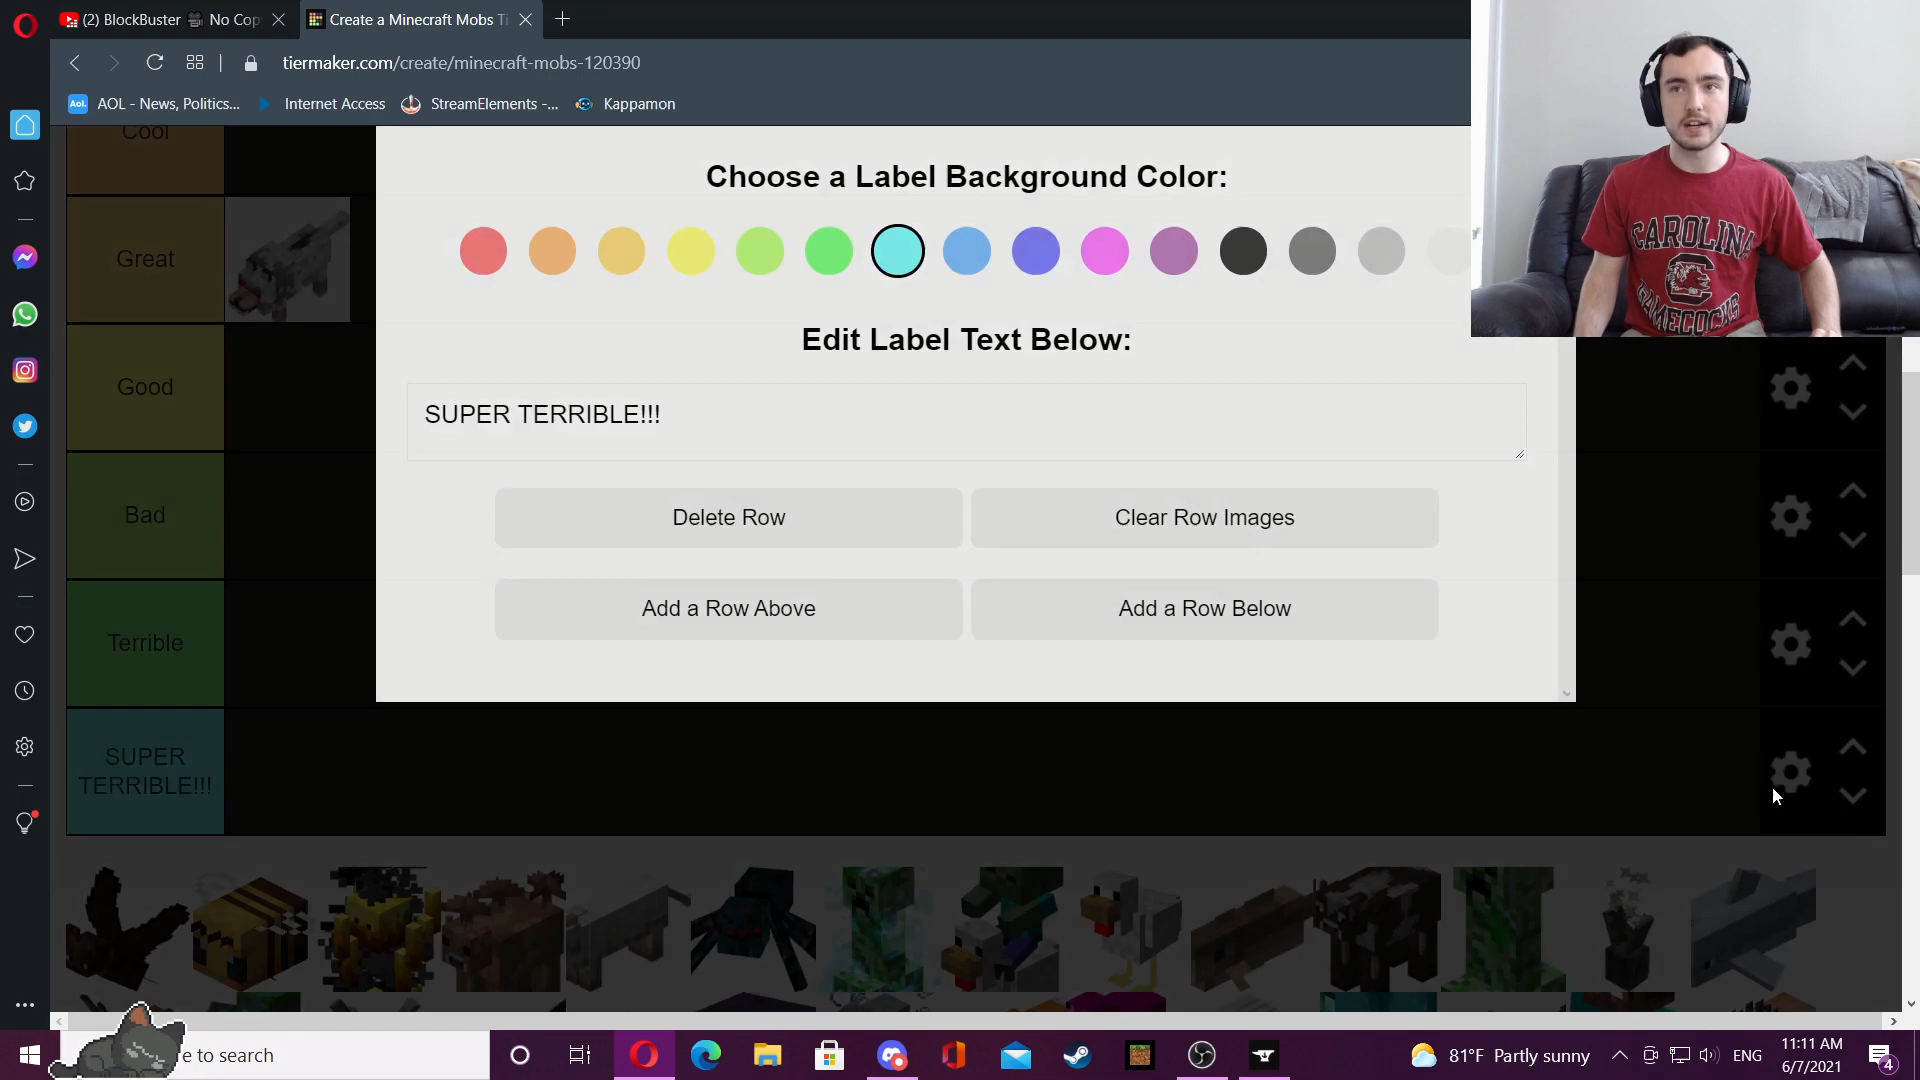 (2) BlockBuster 🎥 No Cop
Create a Minecraft Mobs Ti
tiermaker.com/create/minecraft-mobs-120390
Aol.
AOL - News, Politics...
Internet Access
StreamElements -...
Kappamon
Cool
Great
Good
Bad
Terrible
SUPER
TERRIBLE!!!
Choose a Label Background Color:
Edit Label Text Below:
SUPER TERRIBLE!!!
Delete Row
Clear Row Images
Add a Row Above
Add a Row Below
CAROLINA
C
GAMECOCKS
e to search
81°F Partly sunny
ENG
11:11 AM
6/7/2021
4